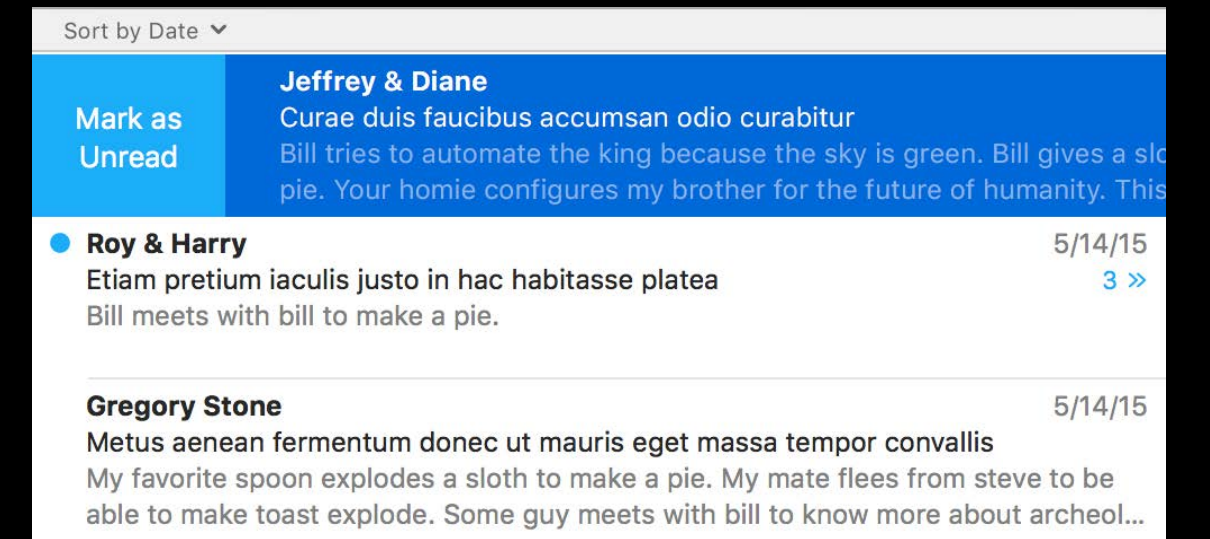 Sort by Date
Mark as
Unread
Jeffrey & Diane
Curae duis faucibus accumsan odio curabitur
Bill tries to automate the king because the sky is green. Bill gives a slo
pie. Your homie configures my brother for the future of humanity. This
Roy & Harry 5/14/15
Etiam pretium iaculis justo in hac habitasse platea 3 »
Bill meets with bill to make a pie.
Gregory Stone 5/14/15
Metus aenean fermentum donec ut mauris eget massa tempor convallis
My favorite spoon explodes a sloth to make a pie. My mate flees from steve to be
able to make toast explode. Some guy meets with bill to know more about archeol...